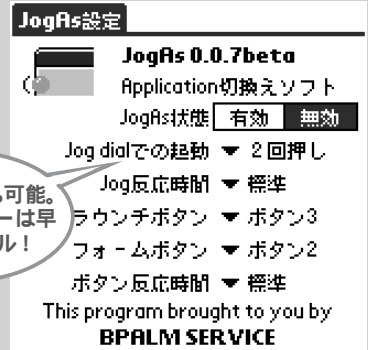 JogAs設定
JogAs 0.0.7beta
Application切換えソフト
JogAs状態 有効 無効
Jog dialでの起動 ▼ 2回押し
Jog反応時間 ▼ 標準
ラウンチボタン ▼ ボタン3
フォームボタン ▼ ボタン2
ボタン反応時間 ▼ 標準
This program brought to you by
BPALM SERVICE
可能。
ーは早
ル！